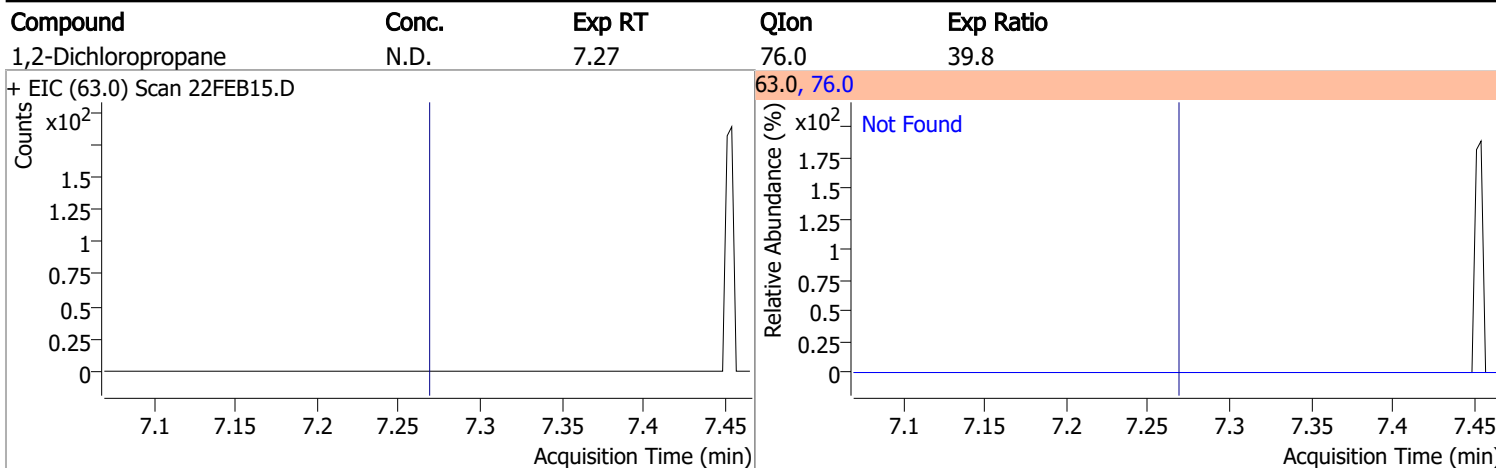 Compound Conc. Exp RT QIon Exp Ratio
1,2-Dichloropropane N.D. 7.27 76.0 39.8
+ EIC (63.0) Scan 22FEB15.D
Counts
x10²
1.5
1.25
1
0.75
0.5
0.25
0
7.1 7.15 7.2 7.25 7.3 7.35 7.4 7.45
Acquisition Time (min)
63.0, 76.0
Relative Abundance (%)
x10²
Not Found
1.75
1.5
1.25
1
0.75
0.5
0.25
0
7.1 7.15 7.2 7.25 7.3 7.35 7.4 7.45
Acquisition Time (min)